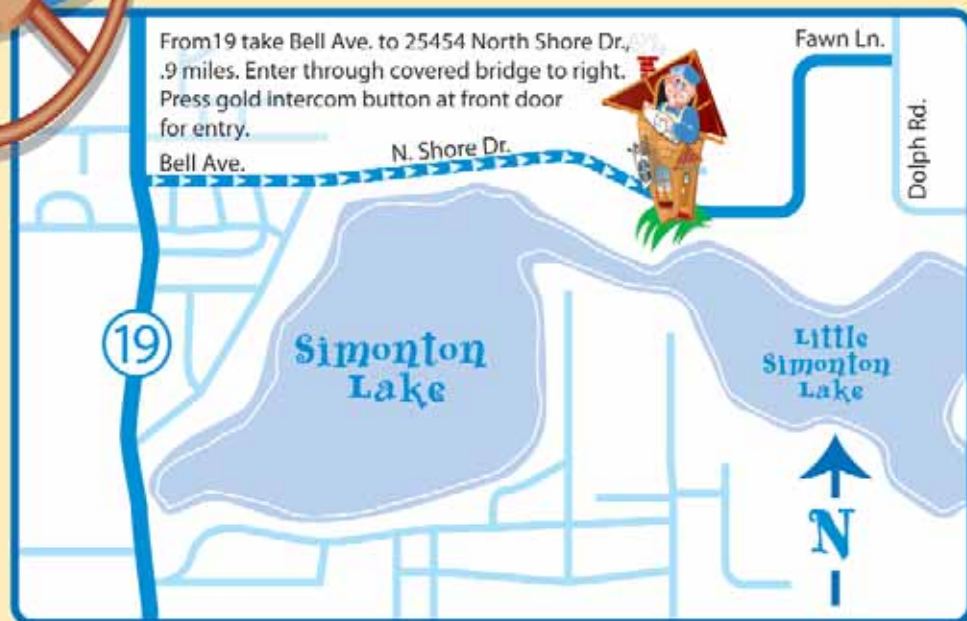 From19 take Bell Ave. to 25454 North Shore Dr.,
.9 miles. Enter through covered bridge to right.
Press gold intercom button at front door
for entry.
Bell Ave.
N. Shore Dr.
Fawn Ln.
Dolph Rd.
19
Simonton
Lake
Little
Simonton
Lake
N